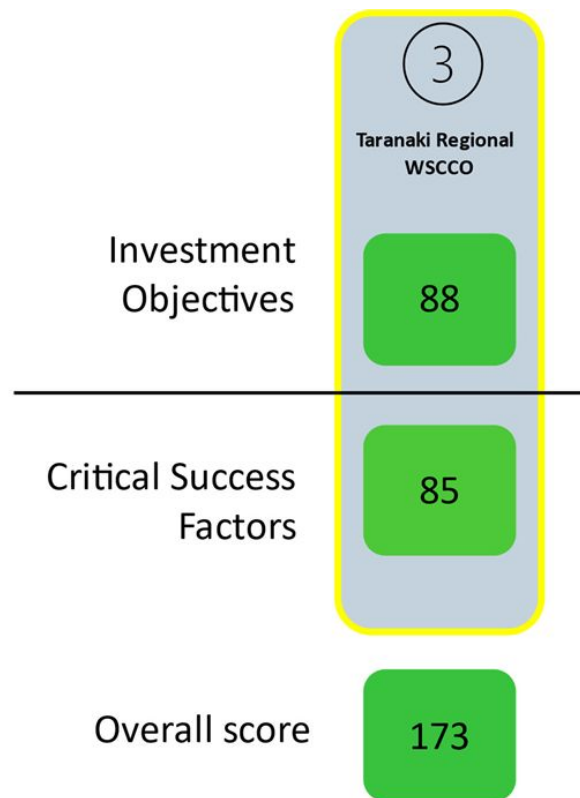 3
Taranaki Regional
WSCCO
Investment
Objectives
88
Critical Success
Factors
85
Overall score
173